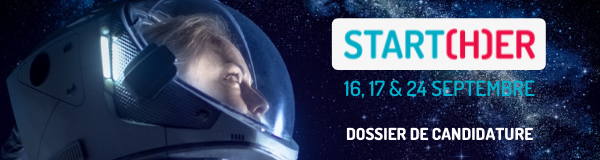 START(H)ER
16, 17 & 24 SEPTEMBRE
DOSSIER DE CANDIDATURE